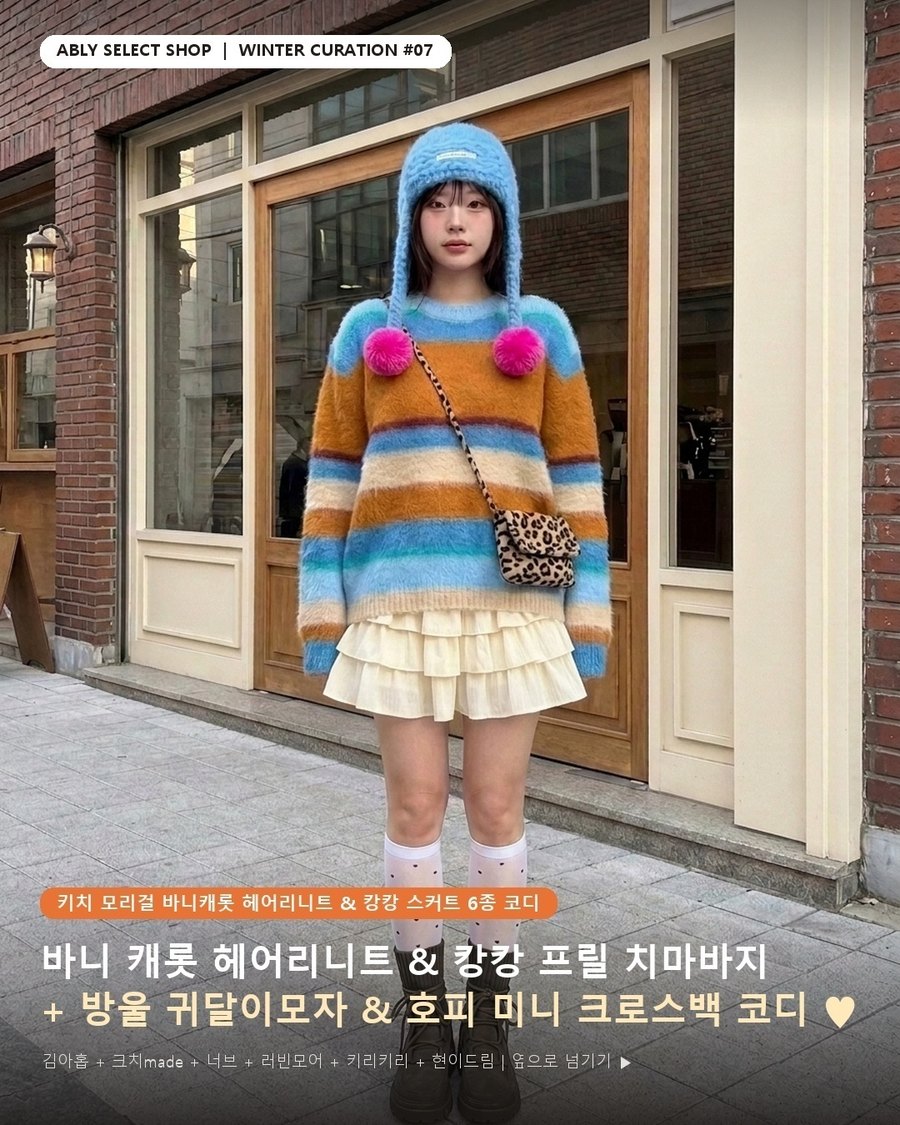 ABLY SELECT SHOP | WINTER CURATION #07
키치 모리걸 바니캐롯 헤어리니트 & 캉캉 스커트 6종 코디
바니 캐롯 헤어리니트 & 캉캉 프릴 치마바지
+ 방울 귀달이모자 & 호피 미니 크로스백 코디 ♥
김아홉 + 크치made + 너브 + 러빈모어 + 키리키리 + 현이드림 | 옆으로 넘기기 ▶